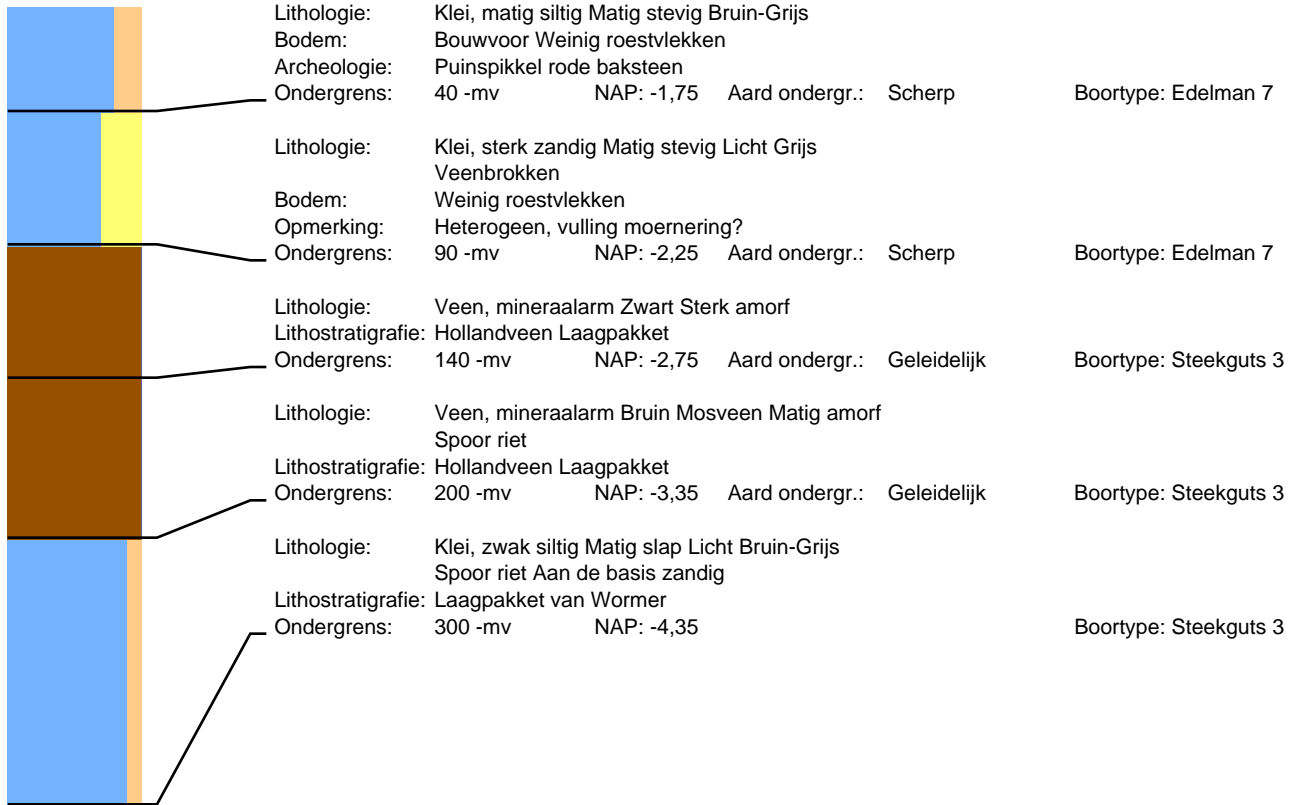 Lithologie: Klei, matig siltig Matig stevig Bruin-Grijs
Bodem: Bouwvoor Weinig roestvlekken
Archeologie: Puinspikkel rode baksteen
Ondergrens: 40 -mv NAP: -1,75 Aard ondergr.: Scherp Boortype: Edelman 7
Lithologie: Klei, sterk zandig Matig stevig Licht Grijs
Veenbrokken
Bodem: Weinig roestvlekken
Opmerking: Heterogeen, vulling moernering?
Ondergrens: 90 -mv NAP: -2,25 Aard ondergr.: Scherp Boortype: Edelman 7
Lithologie: Veen, mineraalarm Zwart Sterk amorf
Lithostratigrafie: Hollandveen Laagpakket
Ondergrens: 140 -mv NAP: -2,75 Aard ondergr.: Geleidelijk Boortype: Steekguts 3
Lithologie: Veen, mineraalarm Bruin Mosveen Matig amorf
Spoor riet
Lithostratigrafie: Hollandveen Laagpakket
Ondergrens: 200 -mv NAP: -3,35 Aard ondergr.: Geleidelijk Boortype: Steekguts 3
Lithologie: Klei, zwak siltig Matig slap Licht Bruin-Grijs
Spoor riet Aan de basis zandig
Lithostratigrafie: Laagpakket van Wormer
Ondergrens: 300 -mv NAP: -4,35 Boortype: Steekguts 3